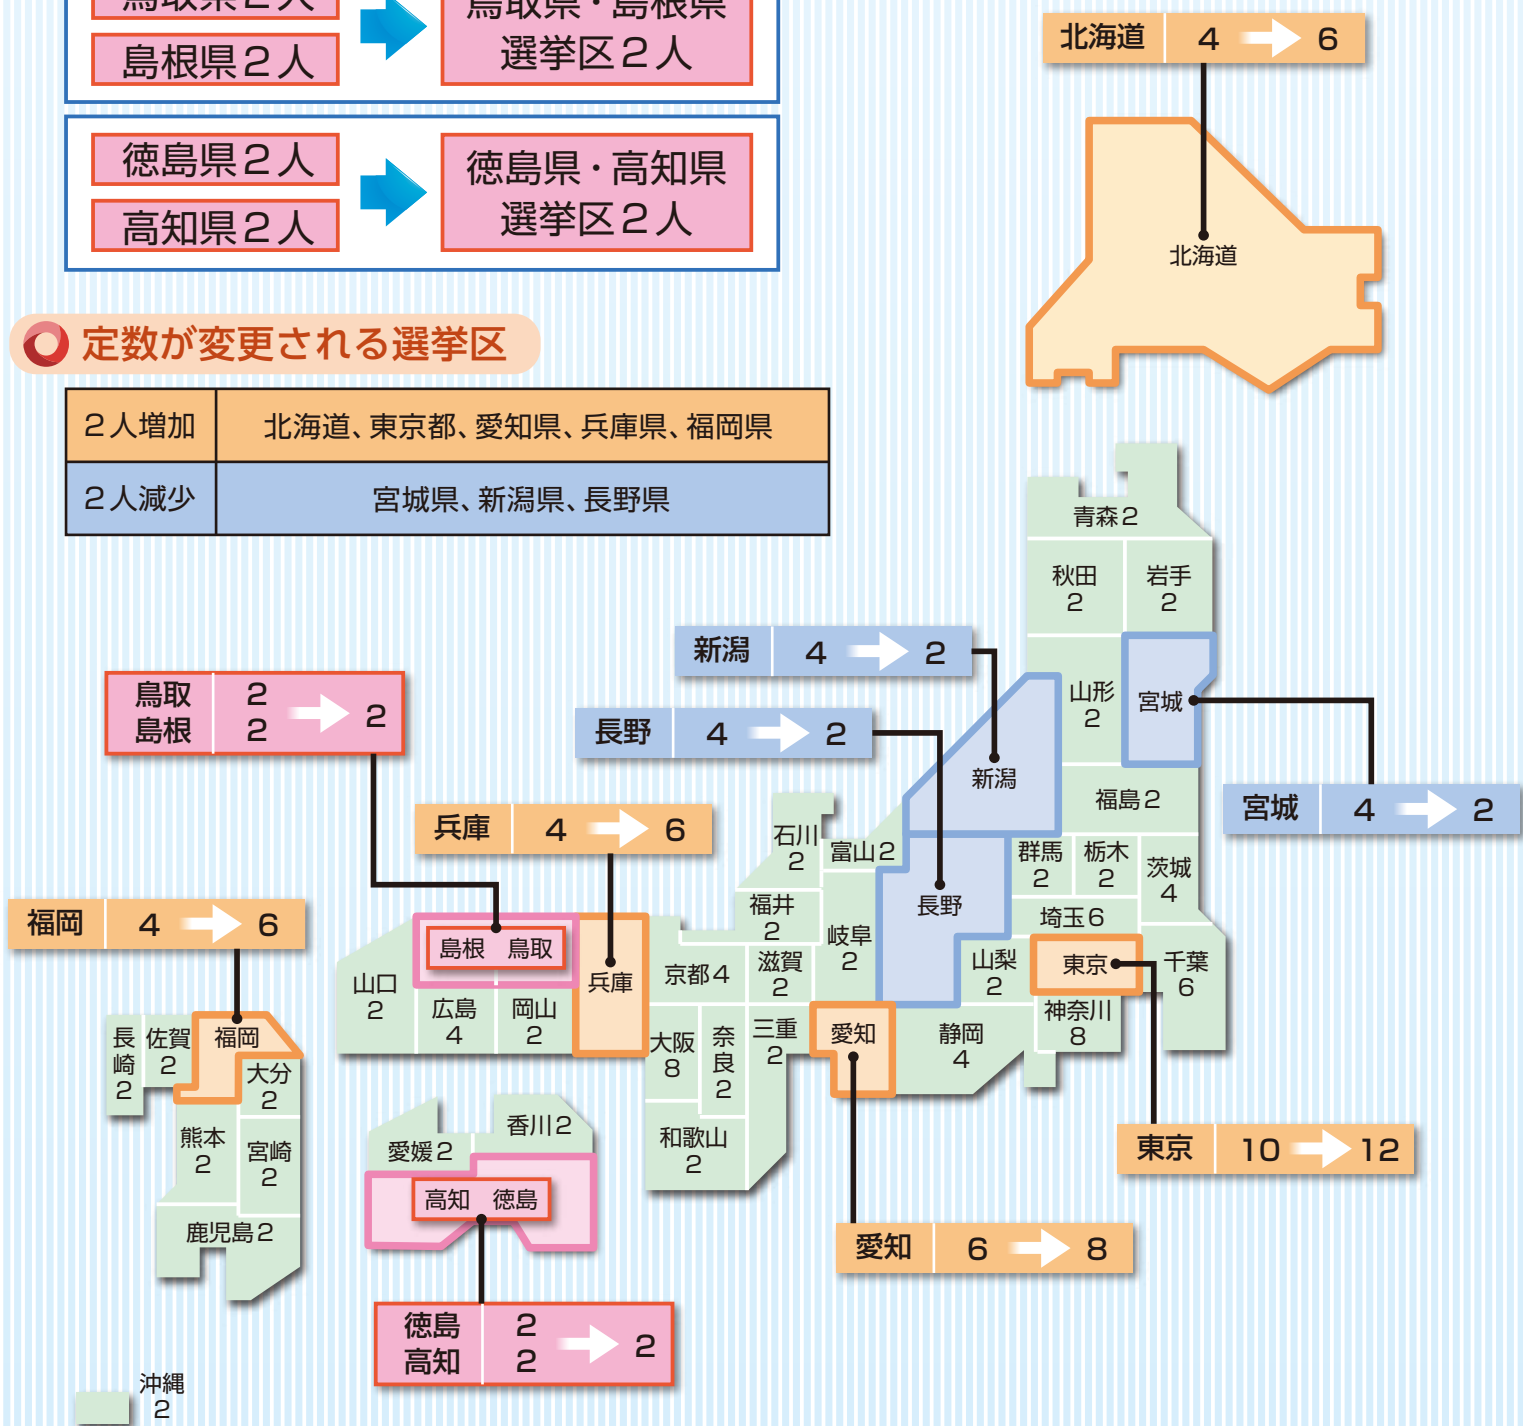 鳥取県2人
島根県2人
鳥取県・島根県
選挙区2人
徳島県2人
高知県2人
徳島県・高知県
選挙区2人
定数が変更される選挙区
2人増加 北海道、東京都、愛知県、兵庫県、福岡県
2人減少 宮城県、新潟県、長野県
北海道 4 6
北海道
青森2
秋田
2
岩手
2
新潟 4 2
山形
2
宮城
鳥取
島根
2
2
2
長野 4 2
新潟
福島2
宮城 4 2
兵庫 4 6
石川
2
富山2
群馬
2
栃木
2
茨城
4
長野
福岡 4 6
福井
2
埼玉6
岐阜
2
島根 鳥取
兵庫
京都4
滋賀
2
山梨
2
東京
千葉
6
山口
2
広島
4
岡山
2
神奈川
8
長
崎
2
佐賀
2
福岡
大阪
8
奈
良
2
三重
2
愛知
静岡
4
大分
2
熊本
2
宮崎
2
香川2
愛媛2
和歌山
2
東京 10 12
高知 徳島
鹿児島2
愛知 6 8
徳島
高知
2
2
2
沖縄
2